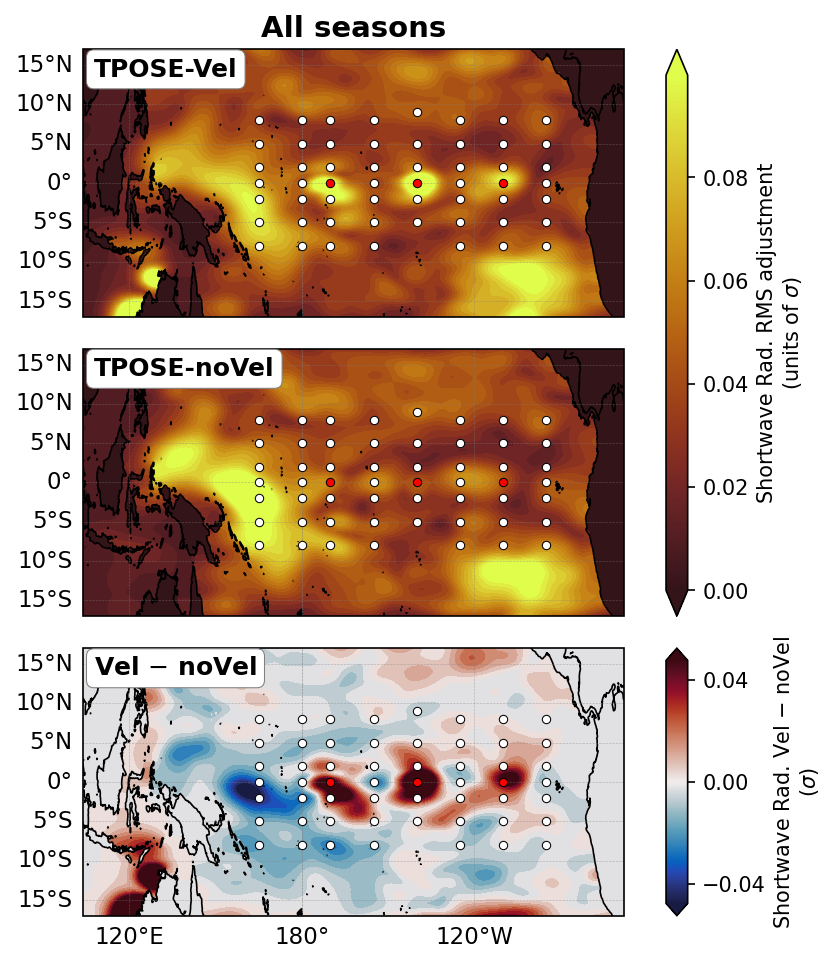 All seasons
TPOSE-Vel
15°N
10°N
5°N
0°
5°S
10°S
15°S
TPOSE-noVel
15°N
10°N
5°N
0°
5°S
10°S
15°S
0.08
0.06
0.04
0.02
0.00
Shortwave Rad. RMS adjustment
(units of σ)
Vel − noVel
15°N
10°N
5°N
0°
5°S
10°S
15°S
120°E
180°
120°W
0.04
0.00
−0.04
Shortwave Rad. Vel − noVel
(σ)